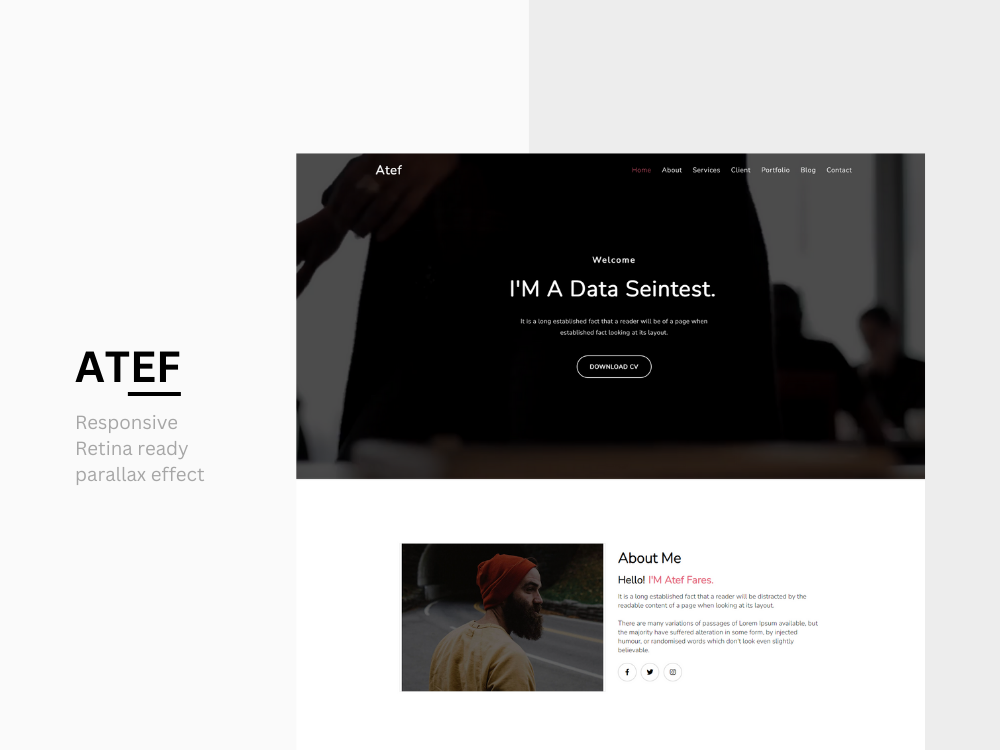 ATEF
Responsive
Retina ready
parallax effect
Atef
Home About Services Client Portfolio Blog Contact
Welcome
I'M A Data Seintest.
It is a long established fact that a reader will be of a page when
established fact looking at its layout.
DOWNLOAD CV
About Me
Hello! I'M Atef Fares.
It is a long established fact that a reader will be distracted by the
readable content of a page when looking at its layout.
There are many variations of passages of Lorem Ipsum available, but
the majority have suffered alteration in some form, by injected
humour, or randomised words which don't look even slightly
believable.